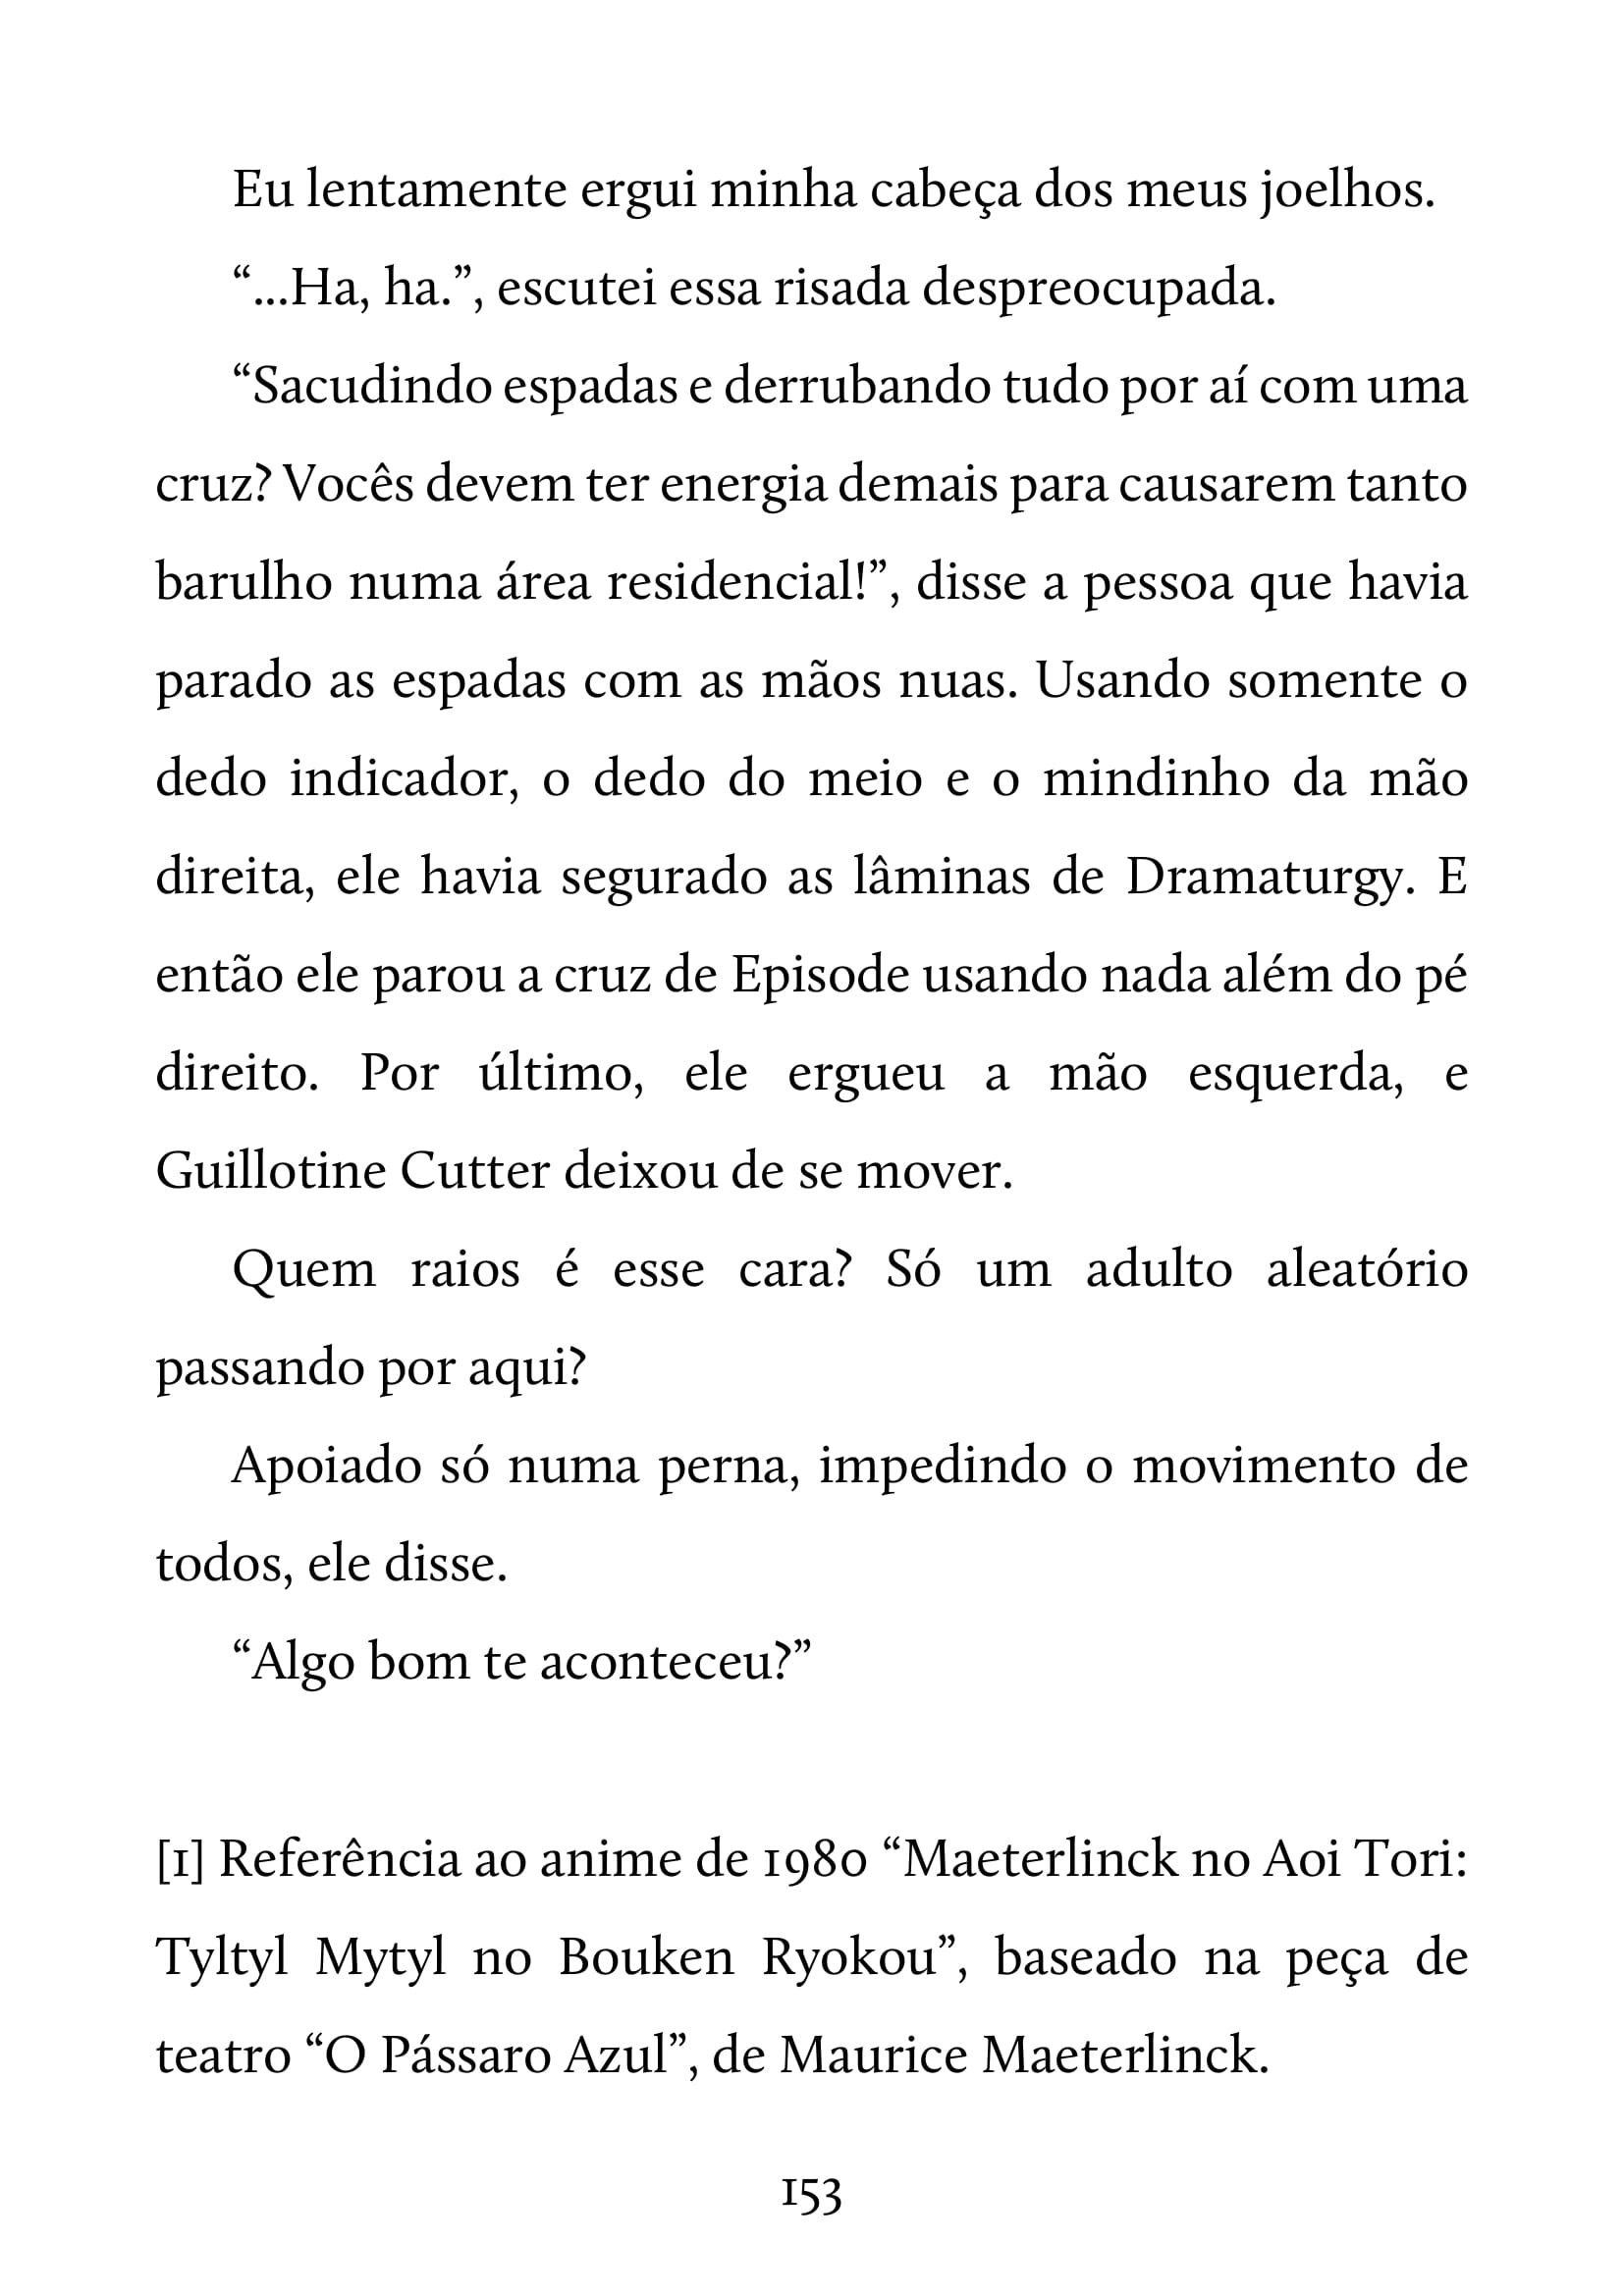 Eu lentamente ergui minha cabeça dos meus joelhos.
“...Ha, ha.”, escutei essa risada despreocupada.
“Sacudindo espadas e derrubando tudo por aí com uma
cruz? Vocês devem ter energia demais para causarem tanto
barulho numa área residencial!”, disse a pessoa que havia
parado as espadas com as mãos nuas. Usando somente o
dedo indicador, o dedo do meio e o mindinho da mão
direita, ele havia segurado as lâminas de Dramaturgy. E
então ele parou a cruz de Episode usando nada além do pé
direito. Por último, ele ergueu a mão esquerda, e
Guillotine Cutter deixou de se mover.
Quem raios é esse cara? Só um adulto aleatório
passando por aqui?
Apoiado só numa perna, impedindo o movimento de
todos, ele disse.
“Algo bom te aconteceu?”
[1] Referência ao anime de 1980 “Maeterlinck no Aoi Tori:
Tyltyl Mytyl no Bouken Ryokou”, baseado na peça de
teatro “O Pássaro Azul”, de Maurice Maeterlinck.
153